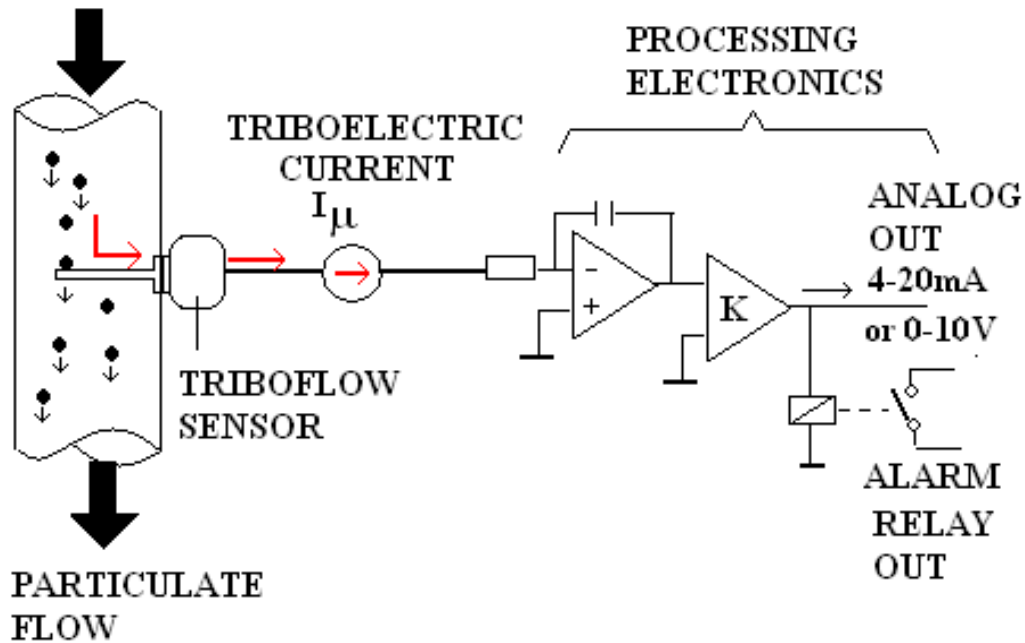 PROCESSING
ELECTRONICS
TRIBOELECTRIC
CURRENT
Iμ
ANALOG
OUT
4-20mA
or 0-10V
-
+
K
TRIBOFLOW
SENSOR
ALARM
RELAY
OUT
PARTICULATE
FLOW